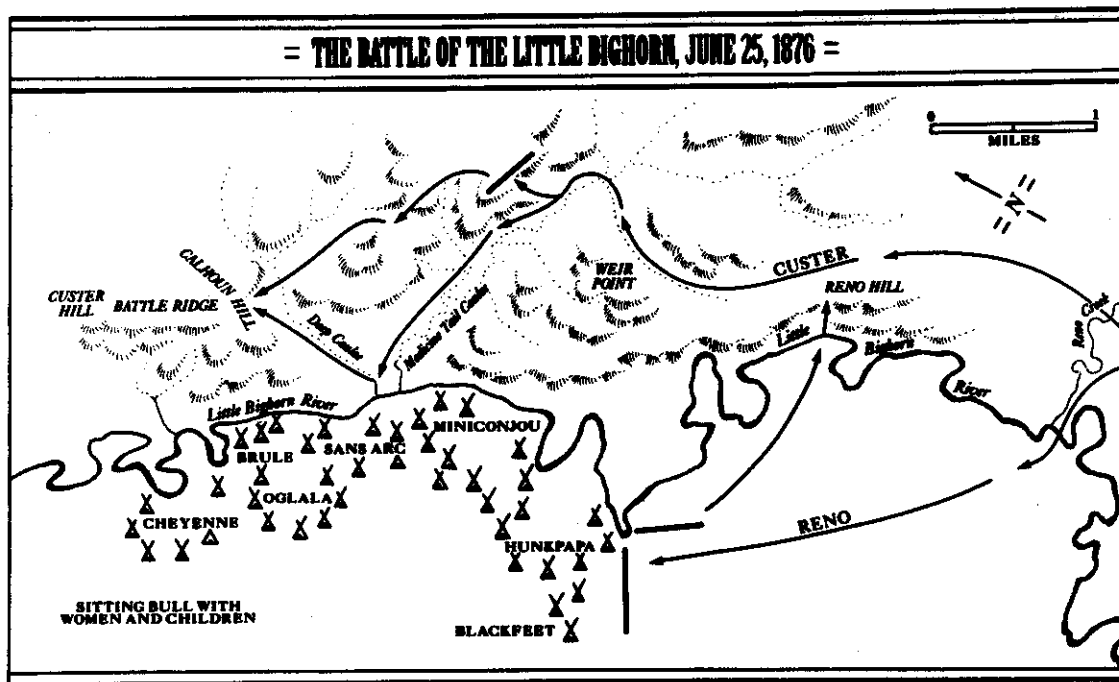 = THE BATTLE OF THE LITTLE BIGHORN, JUNE 25, 1876 =
0 1
MILES
= N =
CUSTER
WEIR
POINT
RENO HILL
CALHOUN HILL
CUSTER
HILL
BATTLE RIDGE
Deep Coulee
Medicine Tail Coulee
Little Bighorn River
Reno Creek
Little Bighorn River
MINICONJOU
SANS ARC
BRULE
OGLALA
CHEYENNE
HUNKPAPA
RENO
SITTING BULL WITH
WOMEN AND CHILDREN
BLACKFEET